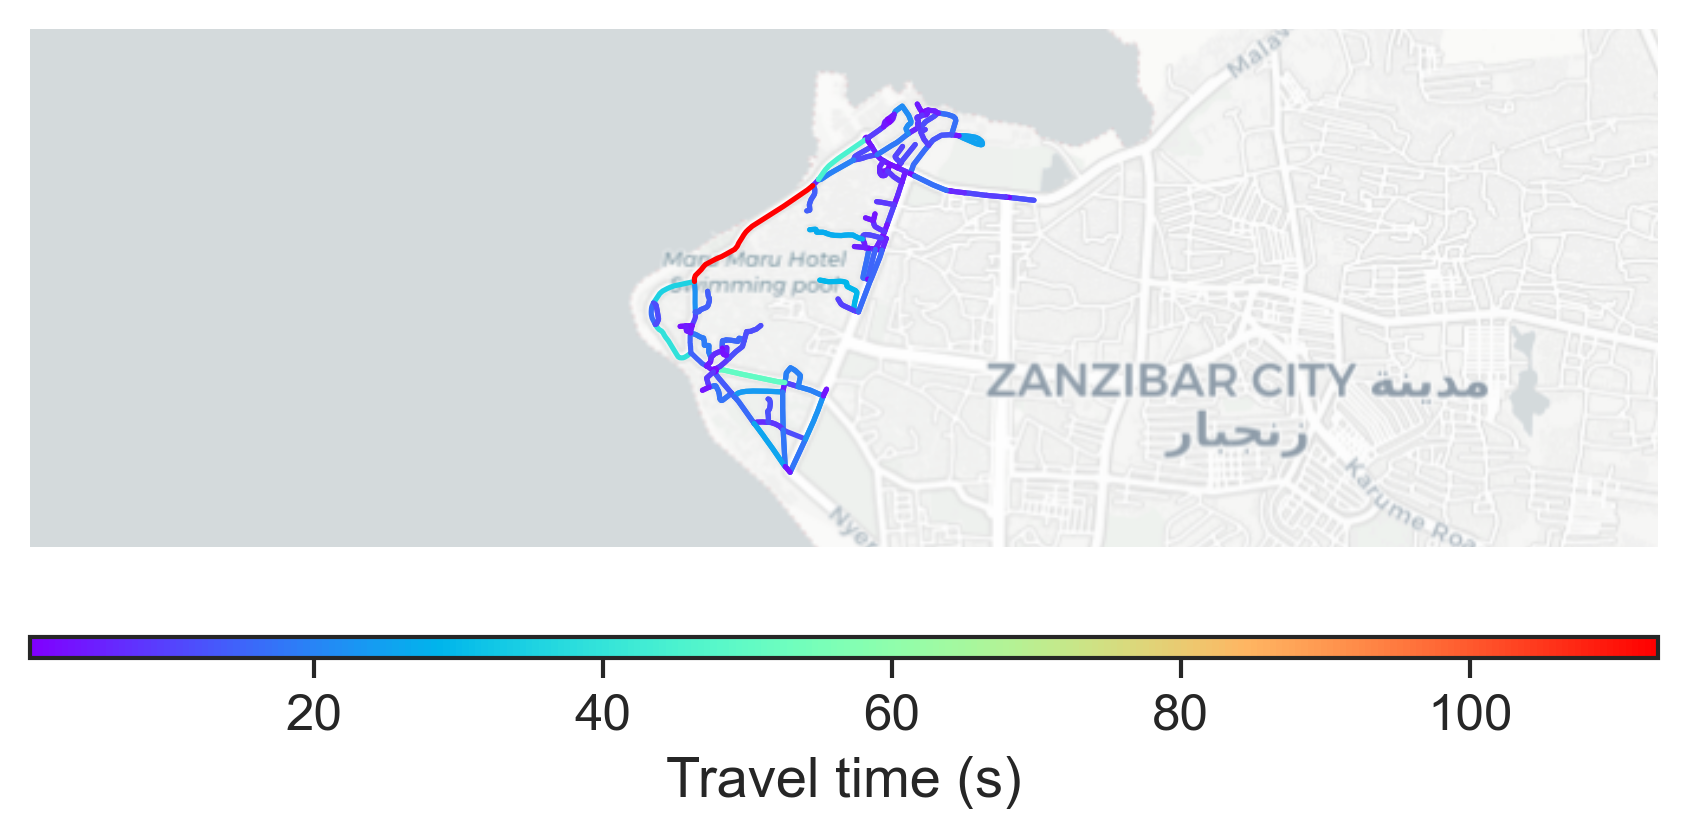 Malav
Maru Maru Hotel
Swimming pool
ZANZIBAR CITY مدينة
زنجبار
Karume Roa
Nyer
20 40 60 80 100
Travel time (s)